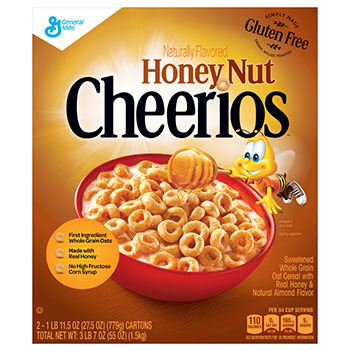 General
Mills
SIMPLY MADE
Gluten Free
Naturally Flavored
Honey Nut
Cheerios
First Ingredient
Whole Grain Oats
Made with
Real Honey
No High Fructose
Corn Syrup
Sweetened
Whole Grain
Oat Cereal with
Real Honey &
Natural Almond Flavor
2 - 1 LB 11.5 OZ (27.5 OZ) (779g) CARTONS
TOTAL NET WT 3 LB 7 OZ (55 OZ) (1.5kg)
PER 3/4 CUP SERVING
110
CALORIES